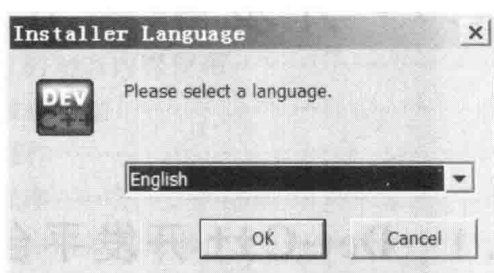 Installer Language
DEV
C++
Please select a language.
English
OK
Cancel